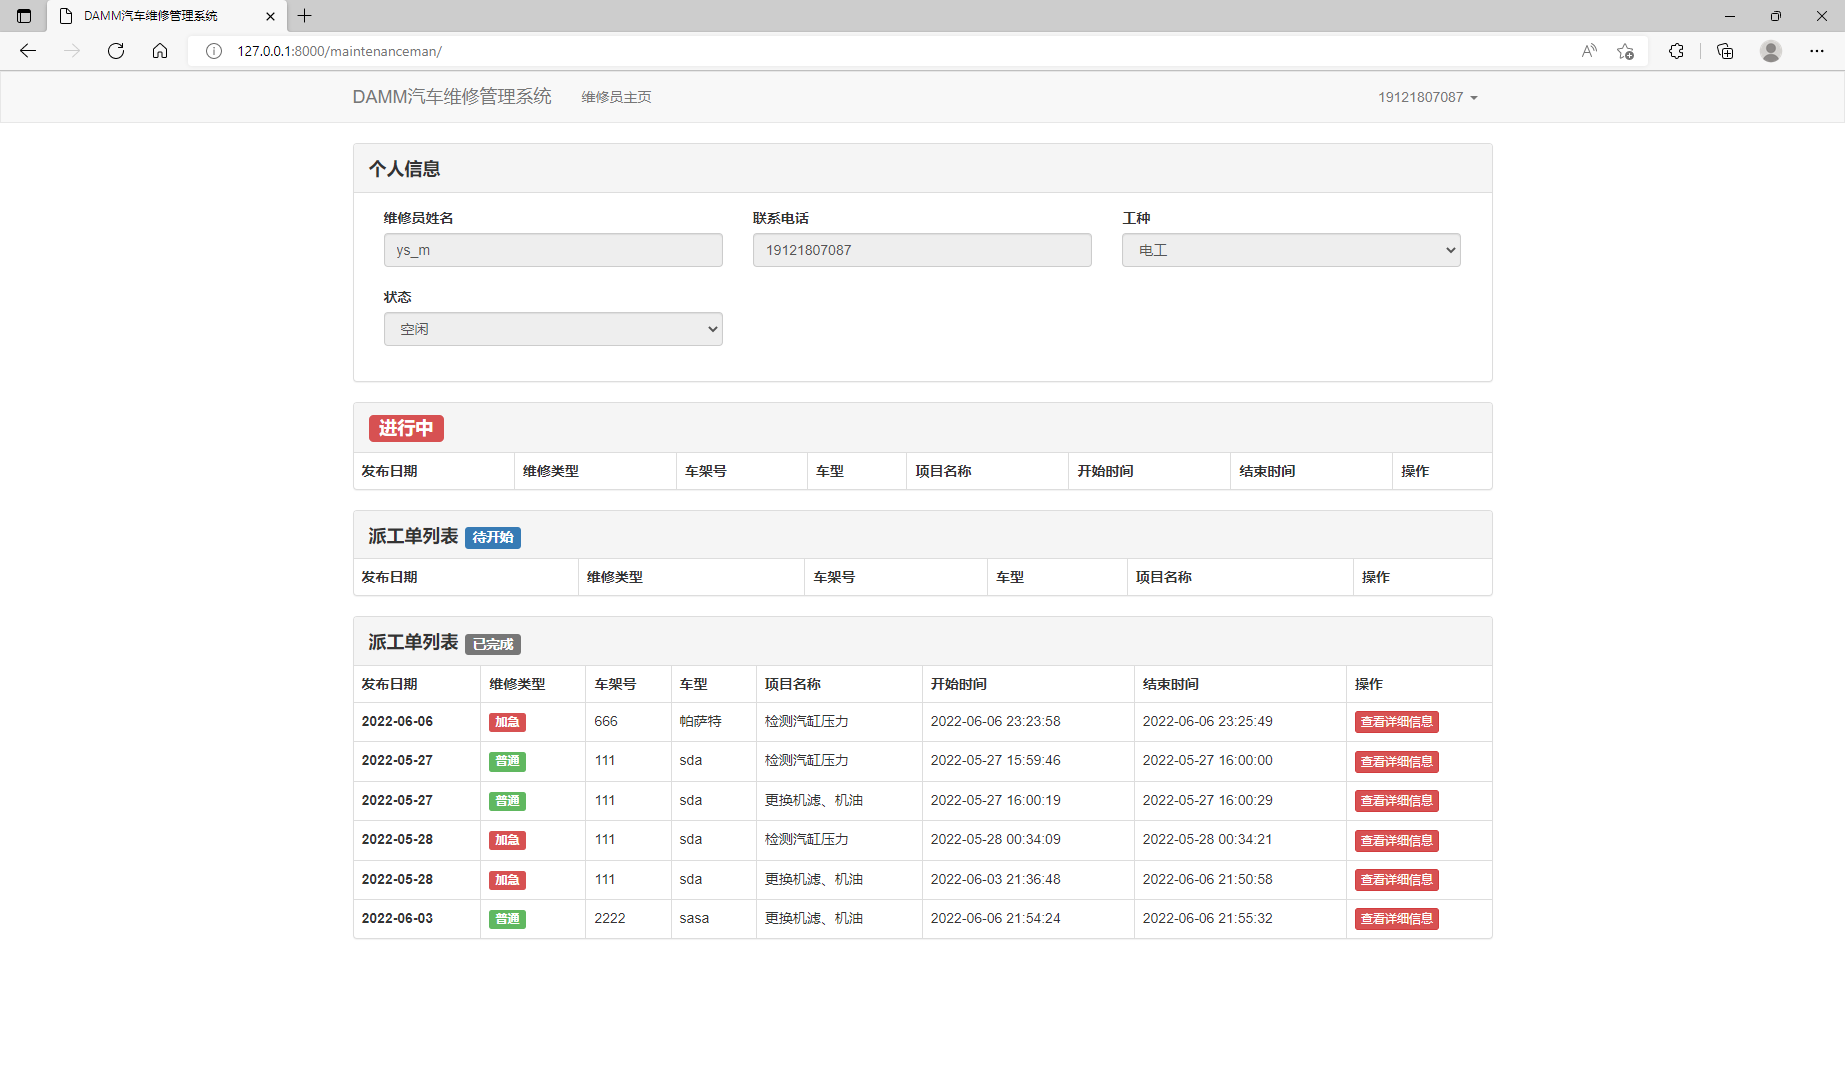 DAMM汽车维修管理系统
127.0.0.1:8000/maintenanceman/
DAMM汽车维修管理系统 维修员主页 19121807087
个人信息
维修员姓名 联系电话 工种
ys_m 19121807087 电工
状态
空闲
进行中
发布日期 维修类型 车架号 车型 项目名称 开始时间 结束时间 操作
派工单列表 待开始
发布日期 维修类型 车架号 车型 项目名称 操作
派工单列表 已完成
发布日期 维修类型 车架号 车型 项目名称 开始时间 结束时间 操作
2022-06-06 加急 666 帕萨特 检测汽缸压力 2022-06-06 23:23:58 2022-06-06 23:25:49 查看详细信息
2022-05-27 普通 111 sda 检测汽缸压力 2022-05-27 15:59:46 2022-05-27 16:00:00 查看详细信息
2022-05-27 普通 111 sda 更换机滤、机油 2022-05-27 16:00:19 2022-05-27 16:00:29 查看详细信息
2022-05-28 加急 111 sda 检测汽缸压力 2022-05-28 00:34:09 2022-05-28 00:34:21 查看详细信息
2022-05-28 加急 111 sda 更换机滤、机油 2022-06-03 21:36:48 2022-06-06 21:50:58 查看详细信息
2022-06-03 普通 2222 sasa 更换机滤、机油 2022-06-06 21:54:24 2022-06-06 21:55:32 查看详细信息